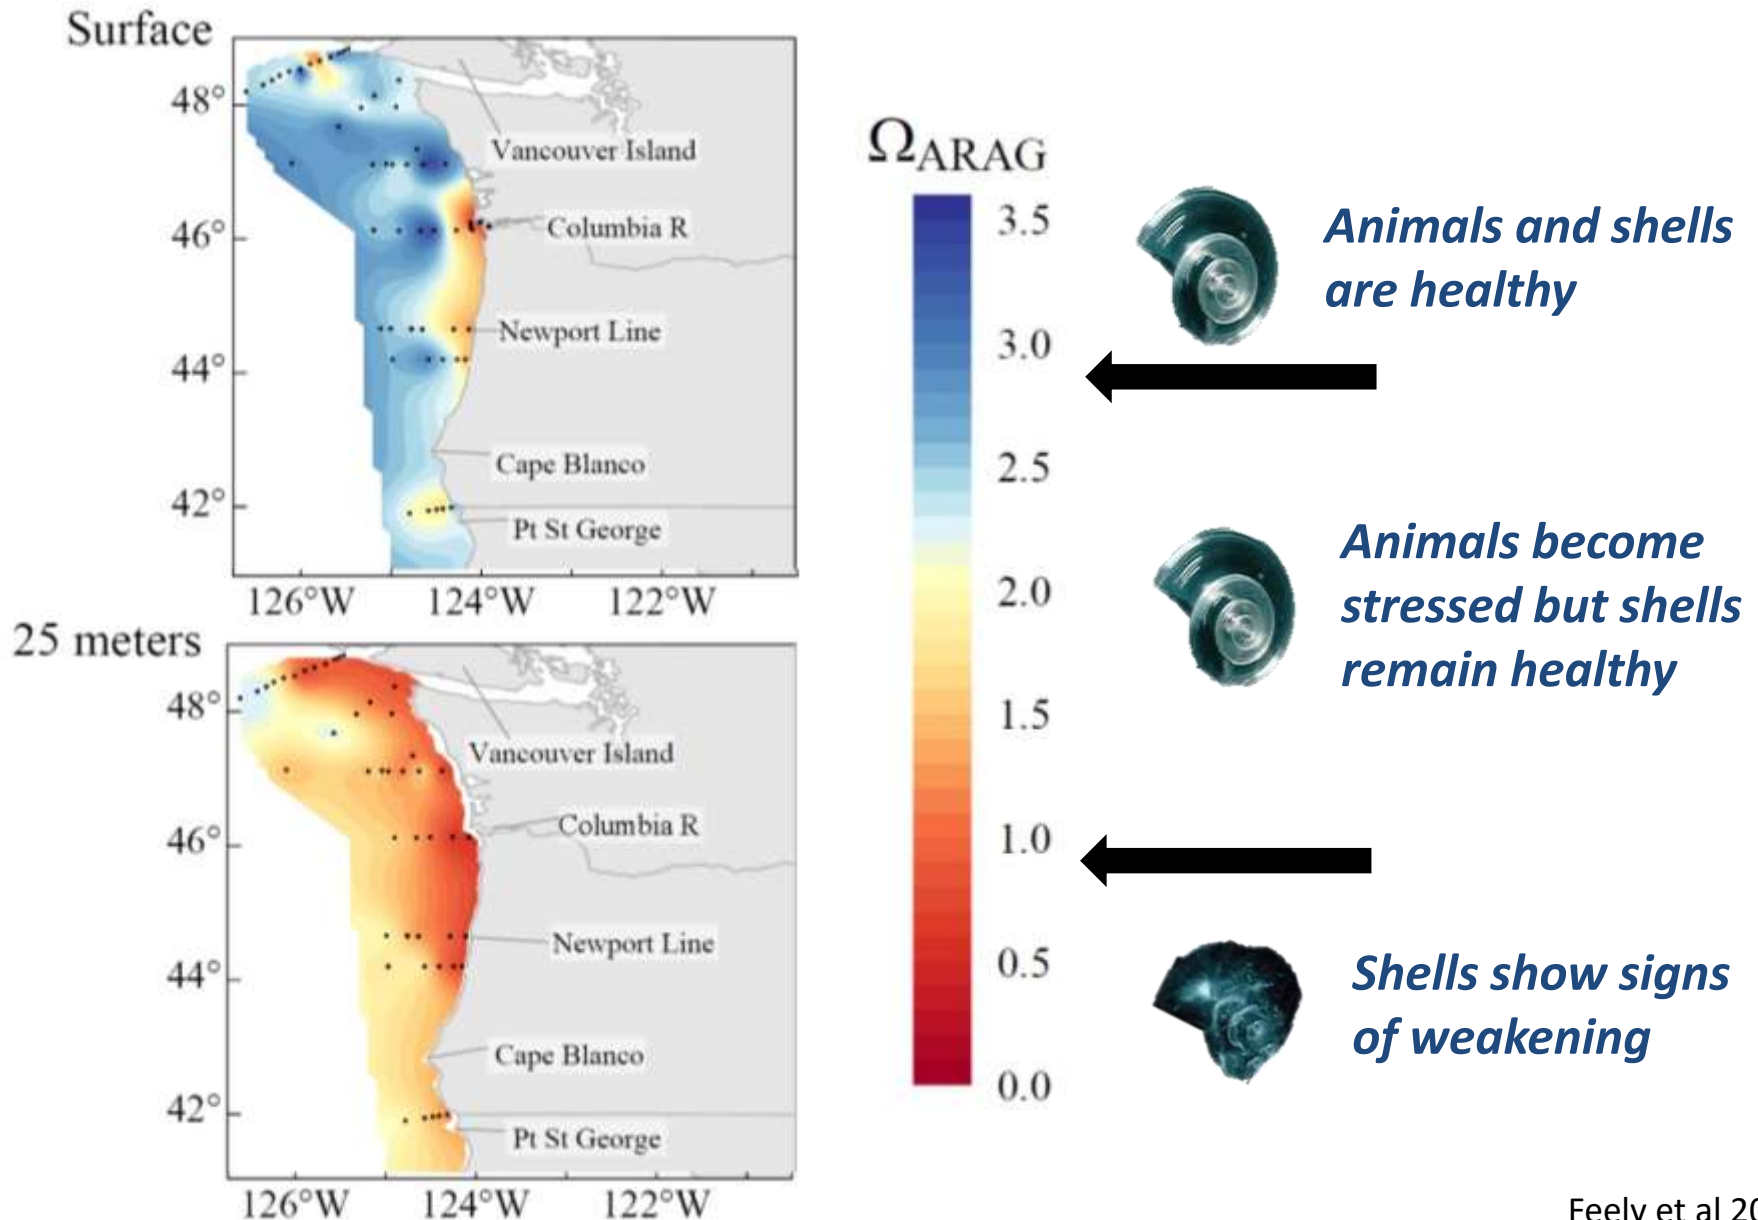 Surface
48°
46°
44°
42°
126°W 124°W 122°W
Vancouver Island
Columbia R
Newport Line
Cape Blanco
Pt St George
25 meters
48°
46°
44°
42°
126°W 124°W 122°W
Vancouver Island
Columbia R
Newport Line
Cape Blanco
Pt St George
ΩARAG
3.5
3.0
2.5
2.0
1.5
1.0
0.5
0.0
Animals and shells
are healthy
Animals become
stressed but shells
remain healthy
Shells show signs
of weakening
Feely et al 20